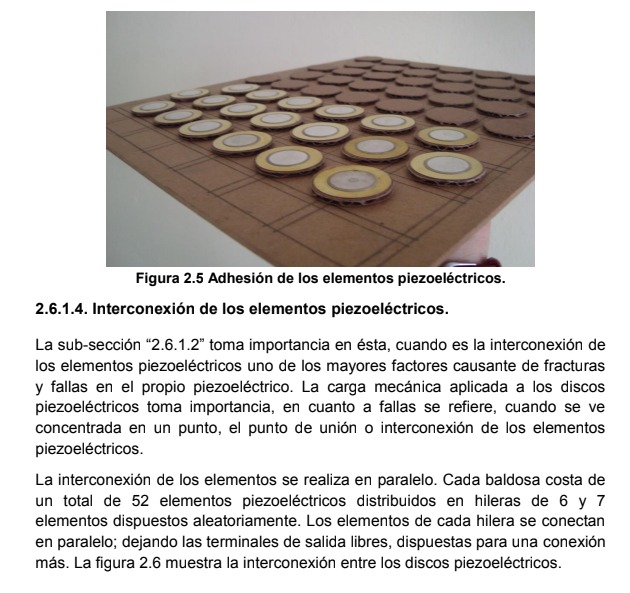 Figura 2.5 Adhesión de los elementos piezoeléctricos.
2.6.1.4. Interconexión de los elementos piezoeléctricos.
La sub-sección “2.6.1.2” toma importancia en ésta, cuando es la interconexión de
los elementos piezoeléctricos uno de los mayores factores causante de fracturas
y fallas en el propio piezoeléctrico. La carga mecánica aplicada a los discos
piezoeléctricos toma importancia, en cuanto a fallas se refiere, cuando se ve
concentrada en un punto, el punto de unión o interconexión de los elementos
piezoeléctricos.
La interconexión de los elementos se realiza en paralelo. Cada baldosa costa de
un total de 52 elementos piezoeléctricos distribuidos en hileras de 6 y 7
elementos dispuestos aleatoriamente. Los elementos de cada hilera se conectan
en paralelo; dejando las terminales de salida libres, dispuestas para una conexión
más. La figura 2.6 muestra la interconexión entre los discos piezoeléctricos.